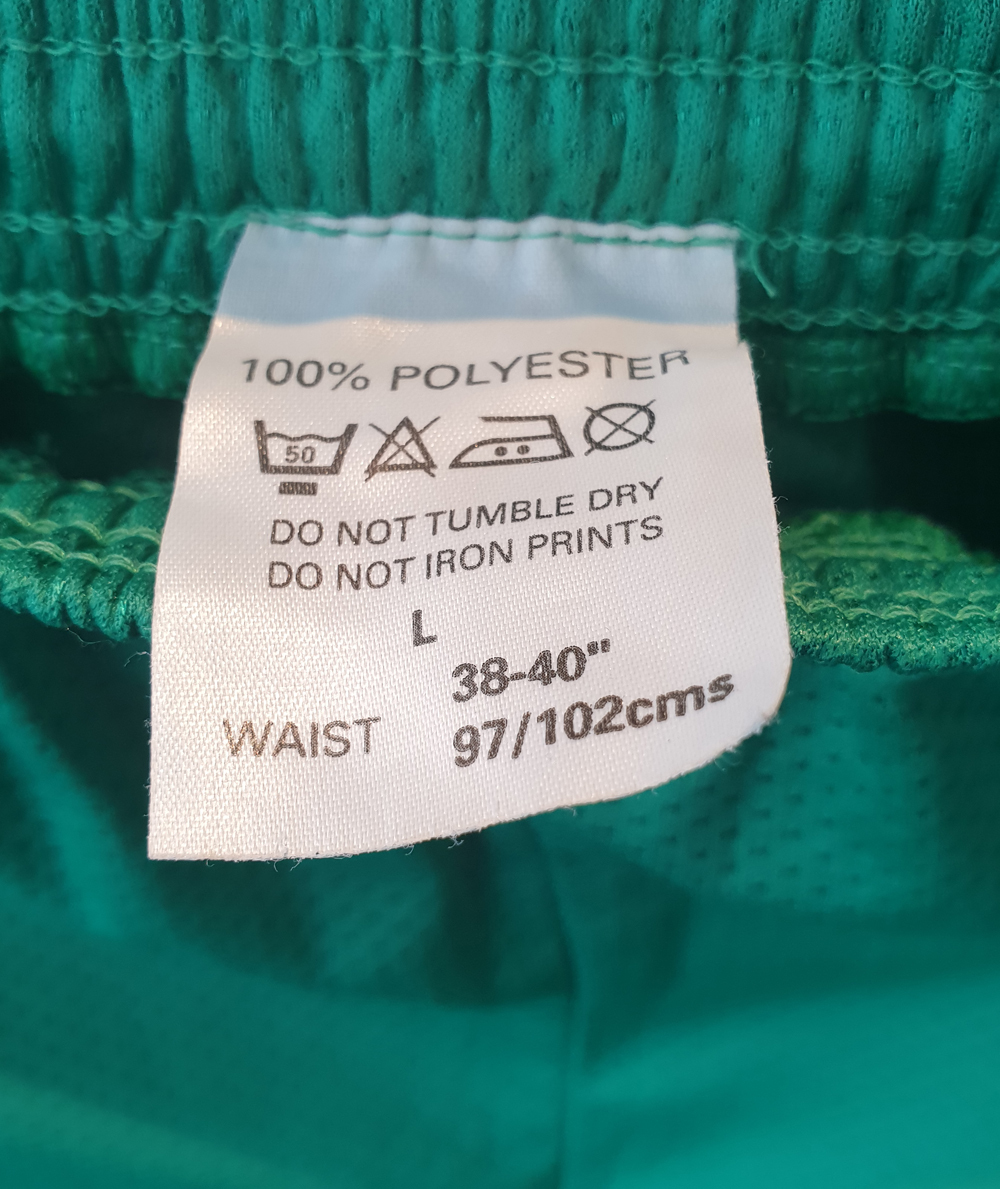 100% POLYESTER
50
DO NOT TUMBLE DRY
DO NOT IRON PRINTS
L
38-40"
WAIST 97/102cms